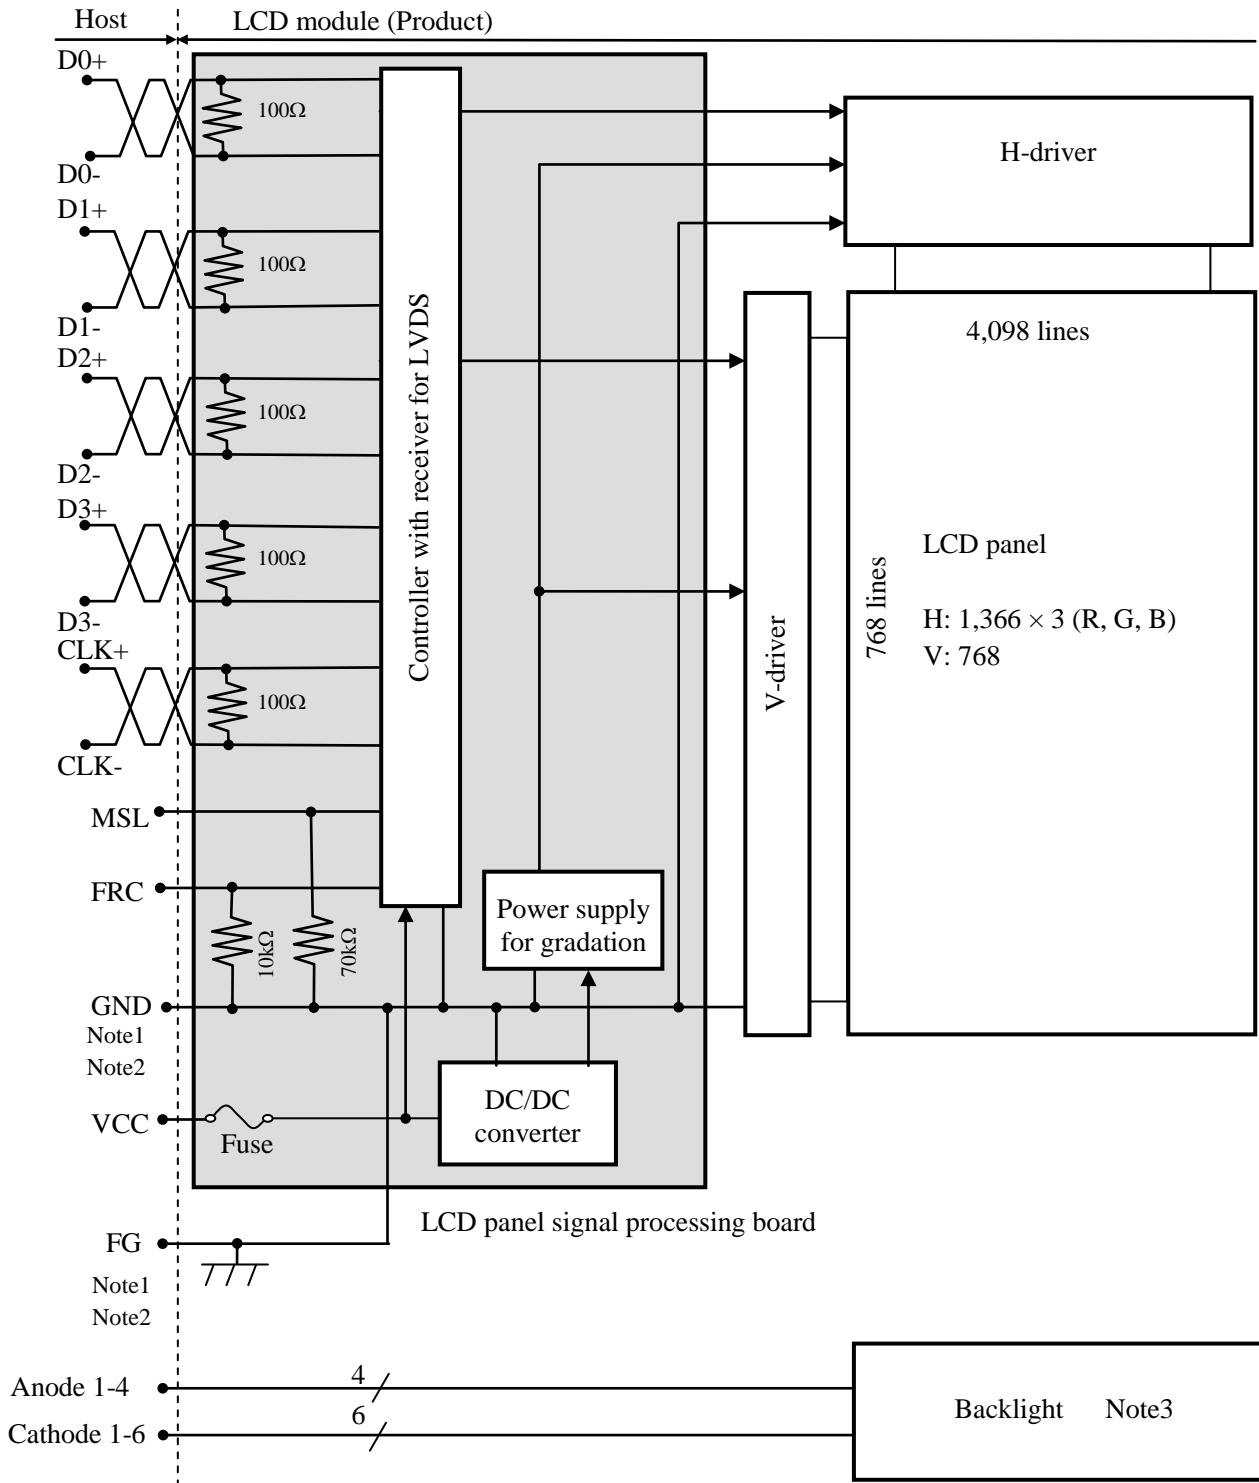 Host
LCD module (Product)
D0+
100Ω
D0-
D1+
100Ω
D1-
D2+
100Ω
D2-
D3+
100Ω
D3-
CLK+
100Ω
CLK-
MSL
FRC
10kΩ
70kΩ
GND
Note1
Note2
VCC
Fuse
Controller with receiver for LVDS
Power supply
for gradation
DC/DC
converter
LCD panel signal processing board
H-driver
V-driver
4,098 lines
768 lines
LCD panel
H: 1,366 × 3 (R, G, B)
V: 768
FG
Note1
Note2
Anode 1-4
4
Cathode 1-6
6
Backlight Note3